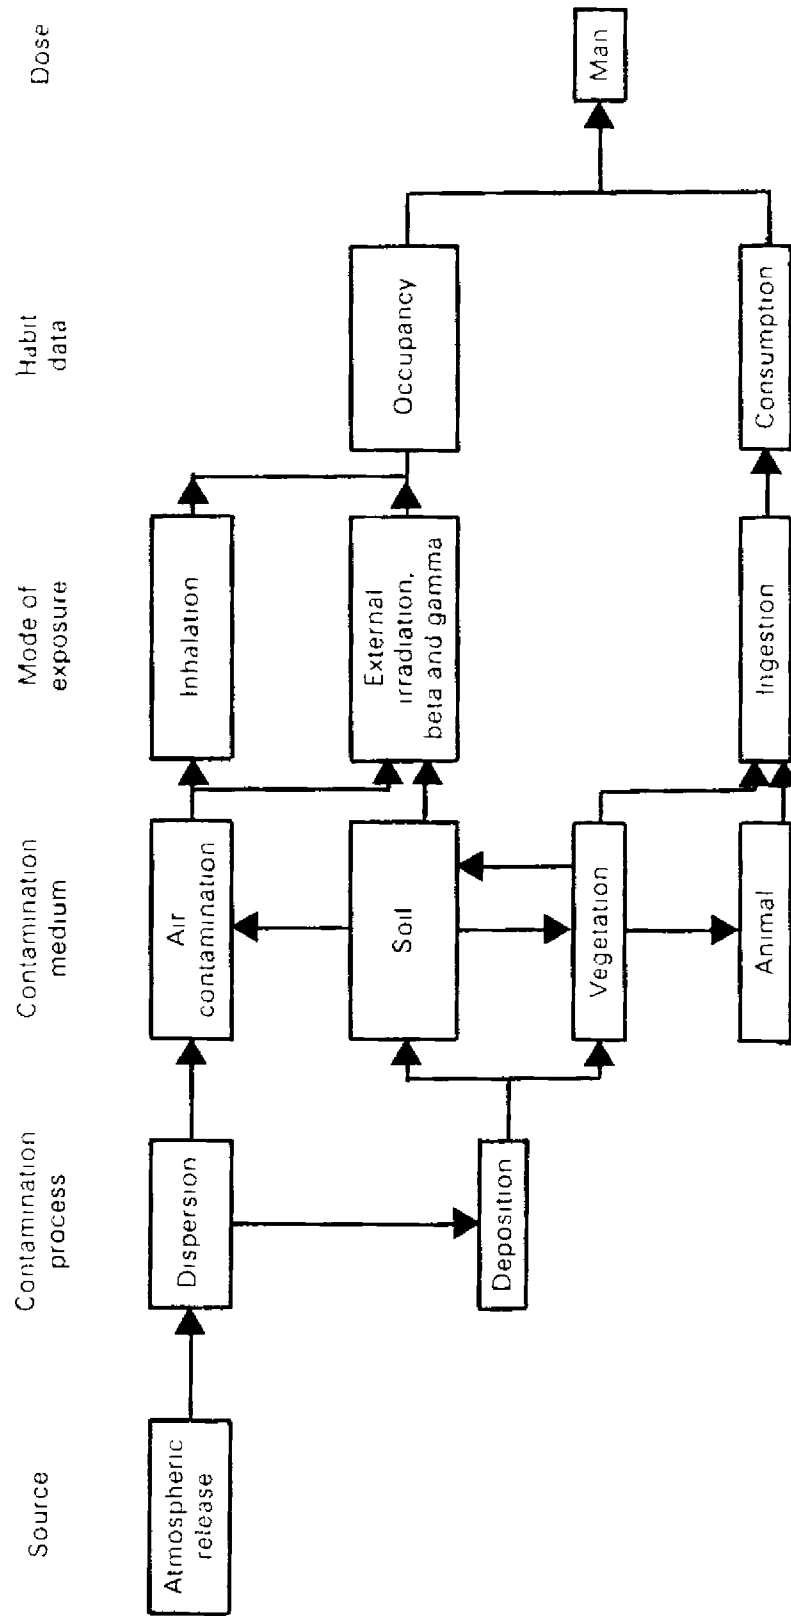 Source
Contamination
process
Contamination
medium
Mode of
exposure
Habit
data
Dose
Atmospheric
release
Dispersion
Deposition
Air
contamination
Soil
Vegetation
Animal
Inhalation
External
irradiation,
beta and gamma
Ingestion
Occupancy
Consumption
Man